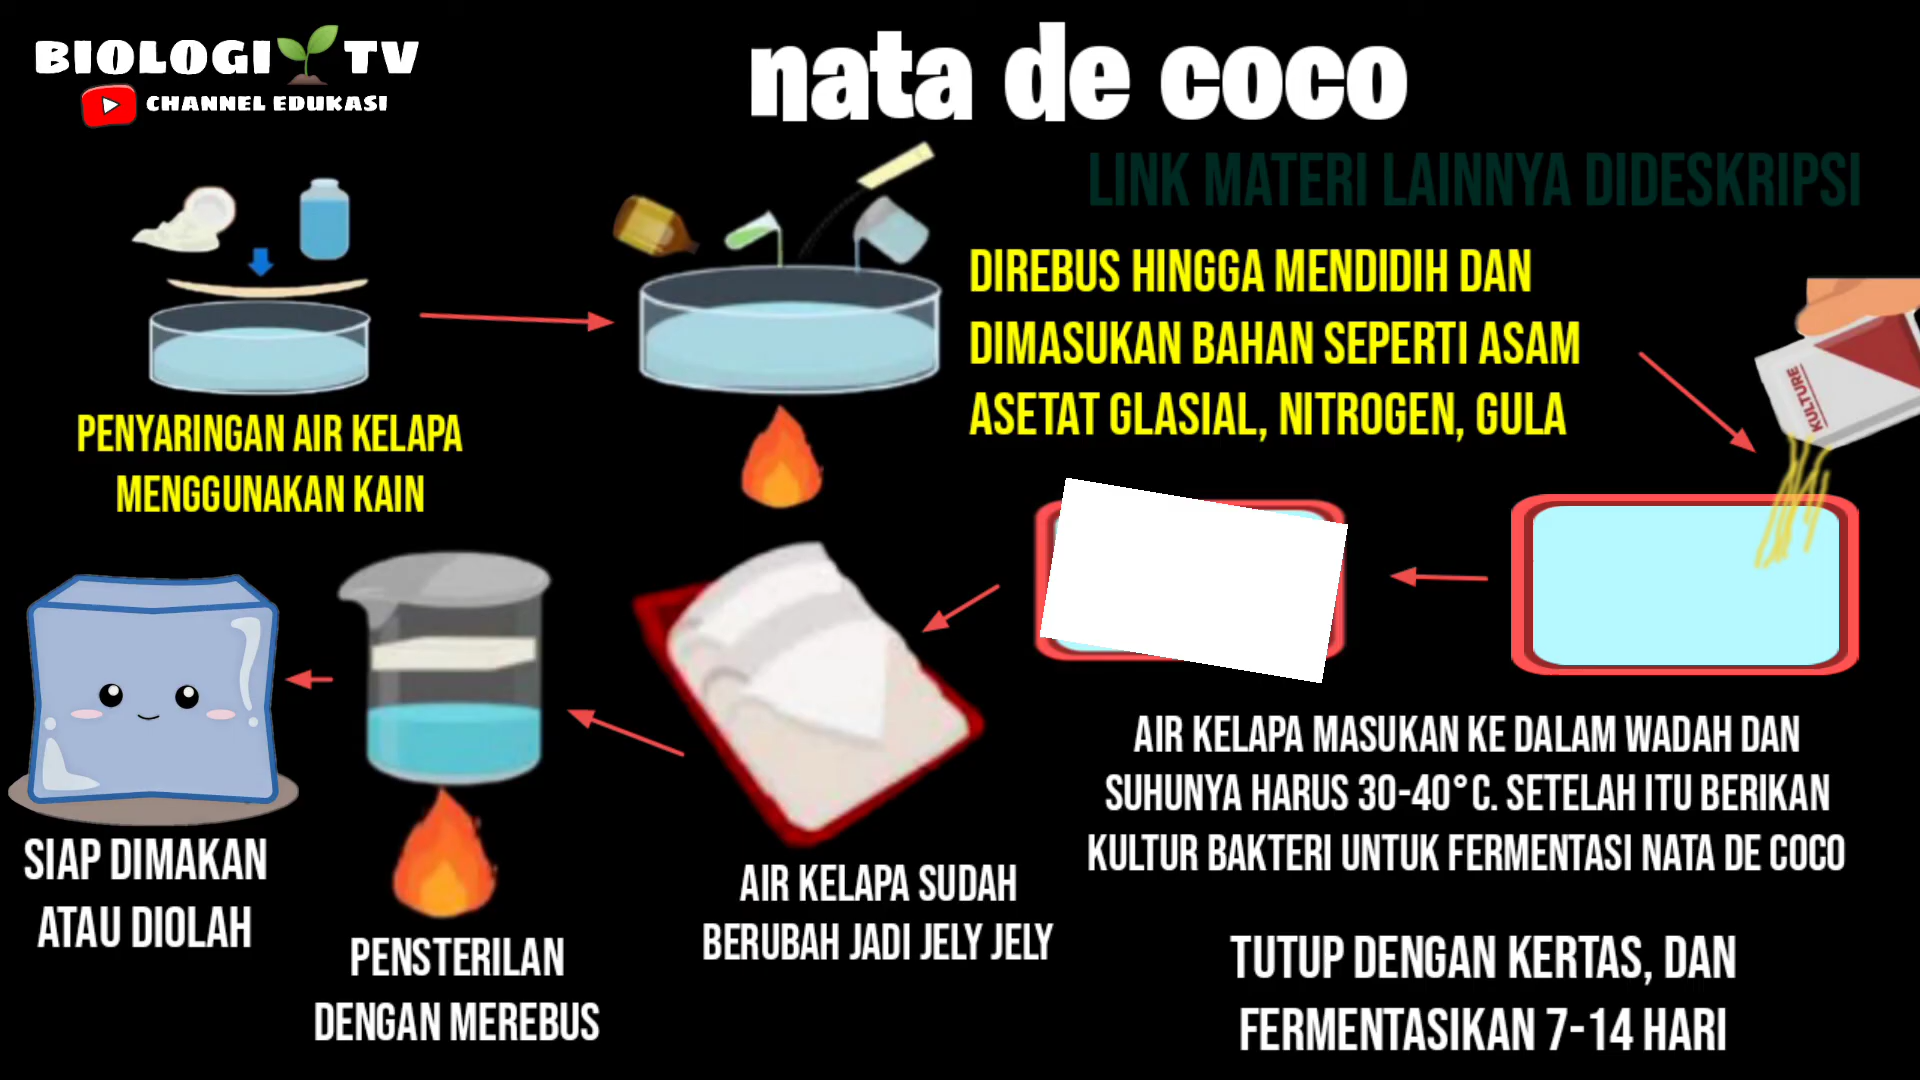 BIOLOGI TV
CHANNEL EDUKASI
nata de coco
LINK MATERI LAINNYA DIDESKRIPSI
DIREBUS HINGGA MENDIDIH DAN
DIMASUKAN BAHAN SEPERTI ASAM
ASETAT GLASIAL, NITROGEN, GULA
KULTURE
PENYARINGAN AIR KELAPA
MENGGUNAKAN KAIN
AIR KELAPA MASUKAN KE DALAM WADAH DAN
SUHUNYA HARUS 30-40°C. SETELAH ITU BERIKAN
KULTUR BAKTERI UNTUK FERMENTASI NATA DE COCO
TUTUP DENGAN KERTAS, DAN
FERMENTASIKAN 7-14 HARI
AIR KELAPA SUDAH
BERUBAH JADI JELY JELY
PENSTERILAN
DENGAN MEREBUS
SIAP DIMAKAN
ATAU DIOLAH